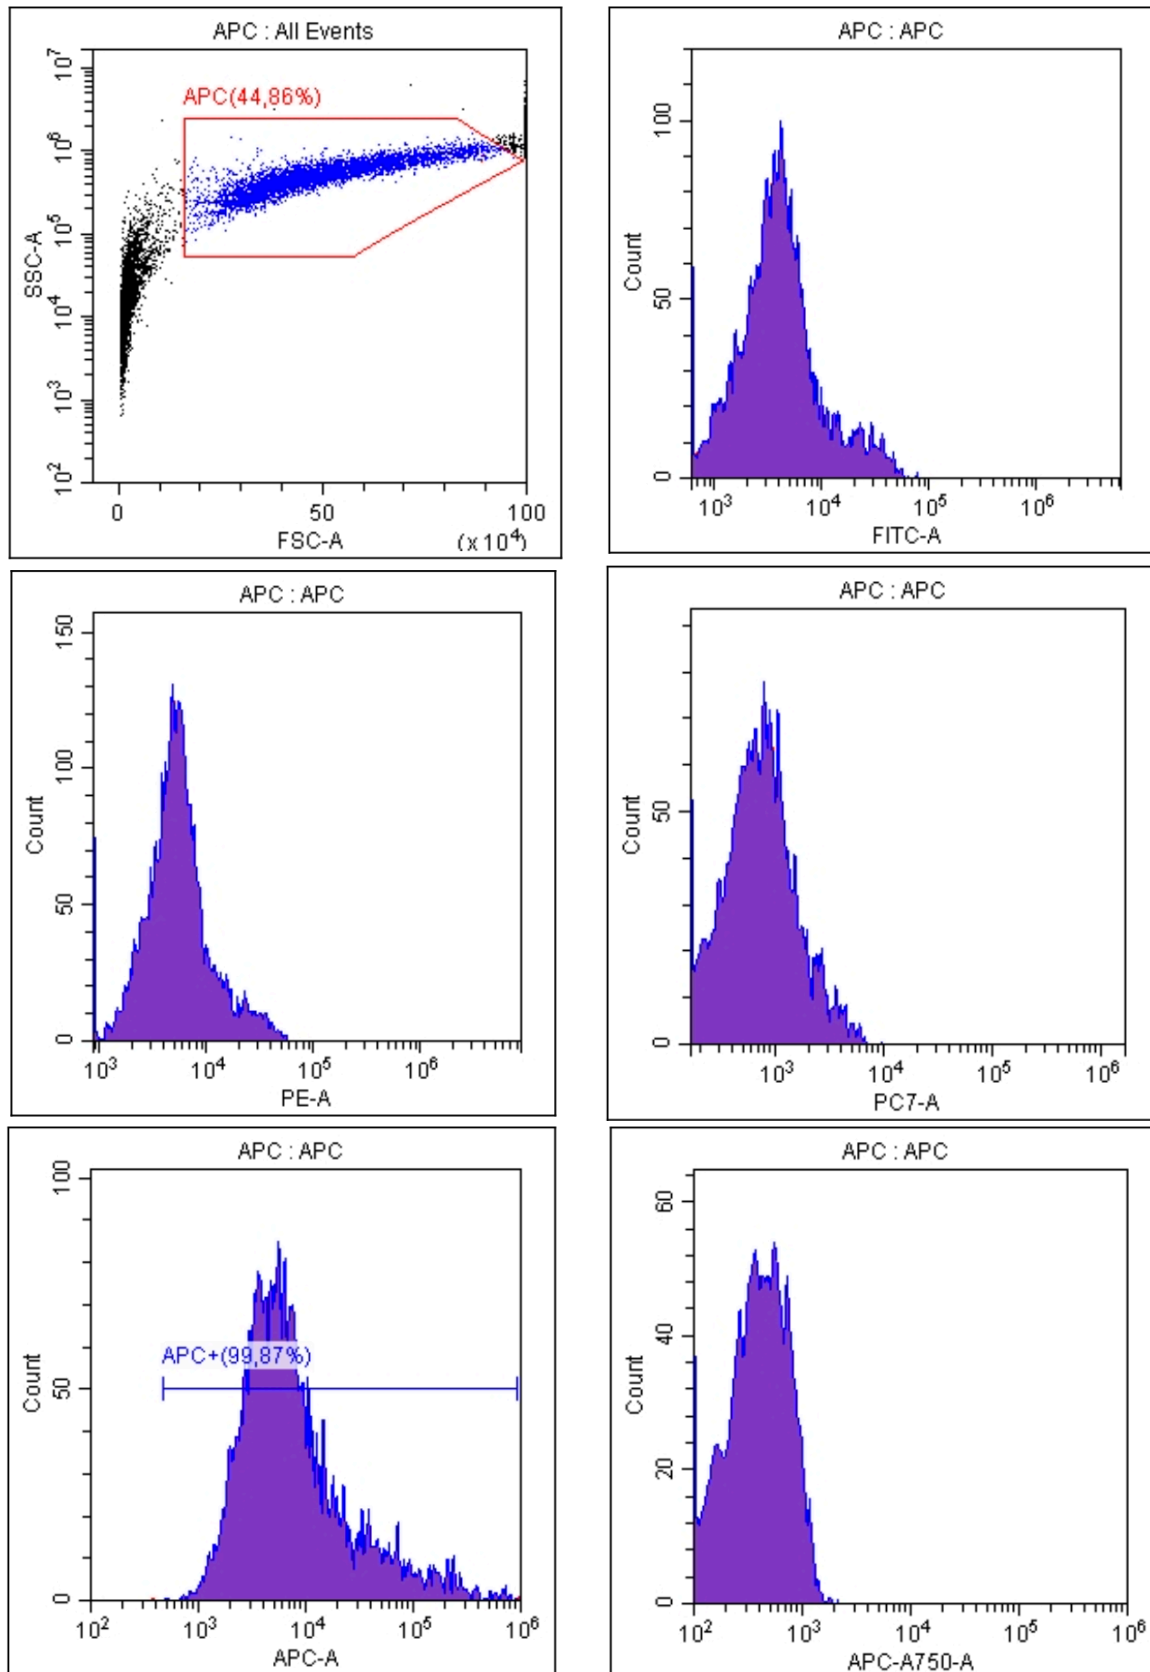 APC : All Events
APC(44,86%)
SSC-A
10^7
10^6
10^5
10^4
10^3
10^2
0 50 100
FSC-A (x 10^4)
APC : APC
Count
100
50
0
10^3 10^4 10^5 10^6
FITC-A
APC : APC
Count
150
100
50
0
10^3 10^4 10^5 10^6
PE-A
APC : APC
Count
50
0
10^3 10^4 10^5 10^6
PC7-A
APC : APC
APC+(99,87%)
Count
100
50
0
10^2 10^3 10^4 10^5 10^6
APC-A
APC : APC
Count
60
40
20
0
10^2 10^3 10^4 10^5 10^6
APC-A750-A